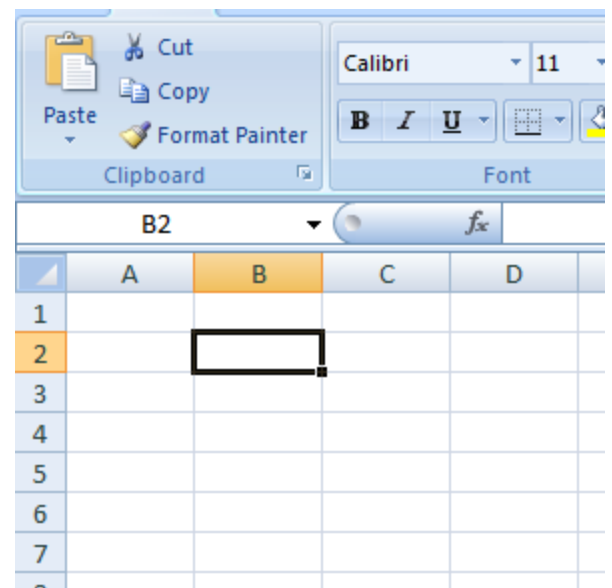 Cut
Copy
Paste
Format Painter
Clipboard
Calibri 11
B I U
Font
B2 fx
A B C D
1
2
3
4
5
6
7